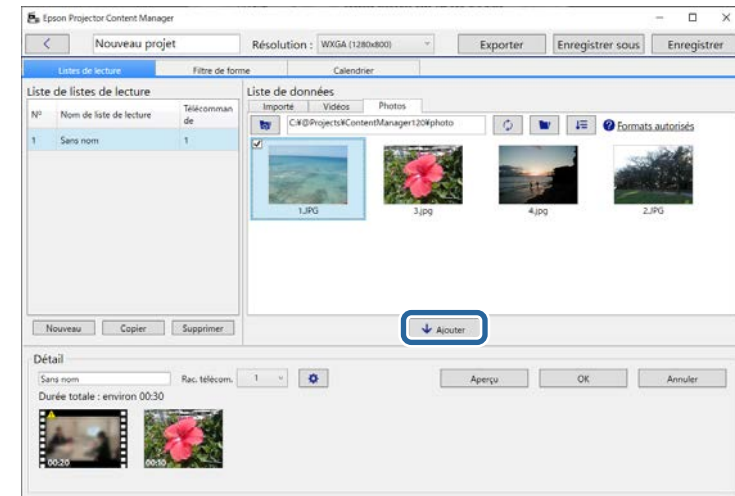 Epson Projector Content Manager
Nouveau projet Résolution : WXGA (1280x800) Exporter Enregistrer sous Enregistrer
Listes de lecture Filtre de forme Calendrier
Liste de listes de lecture Liste de données
Importé Vidéos Photos
Nº Nom de liste de lecture Télécomman
de
C:¥@Projects¥ContentManager120¥photo Formats autorisés
1 Sans nom 1
1.JPG 3.jpg 4.jpg 2.JPG
Nouveau Copier Supprimer Ajouter
Détail
Sans nom Rac. télécom. 1 Aperçu OK Annuler
Durée totale : environ 00:30
00:20 00:10